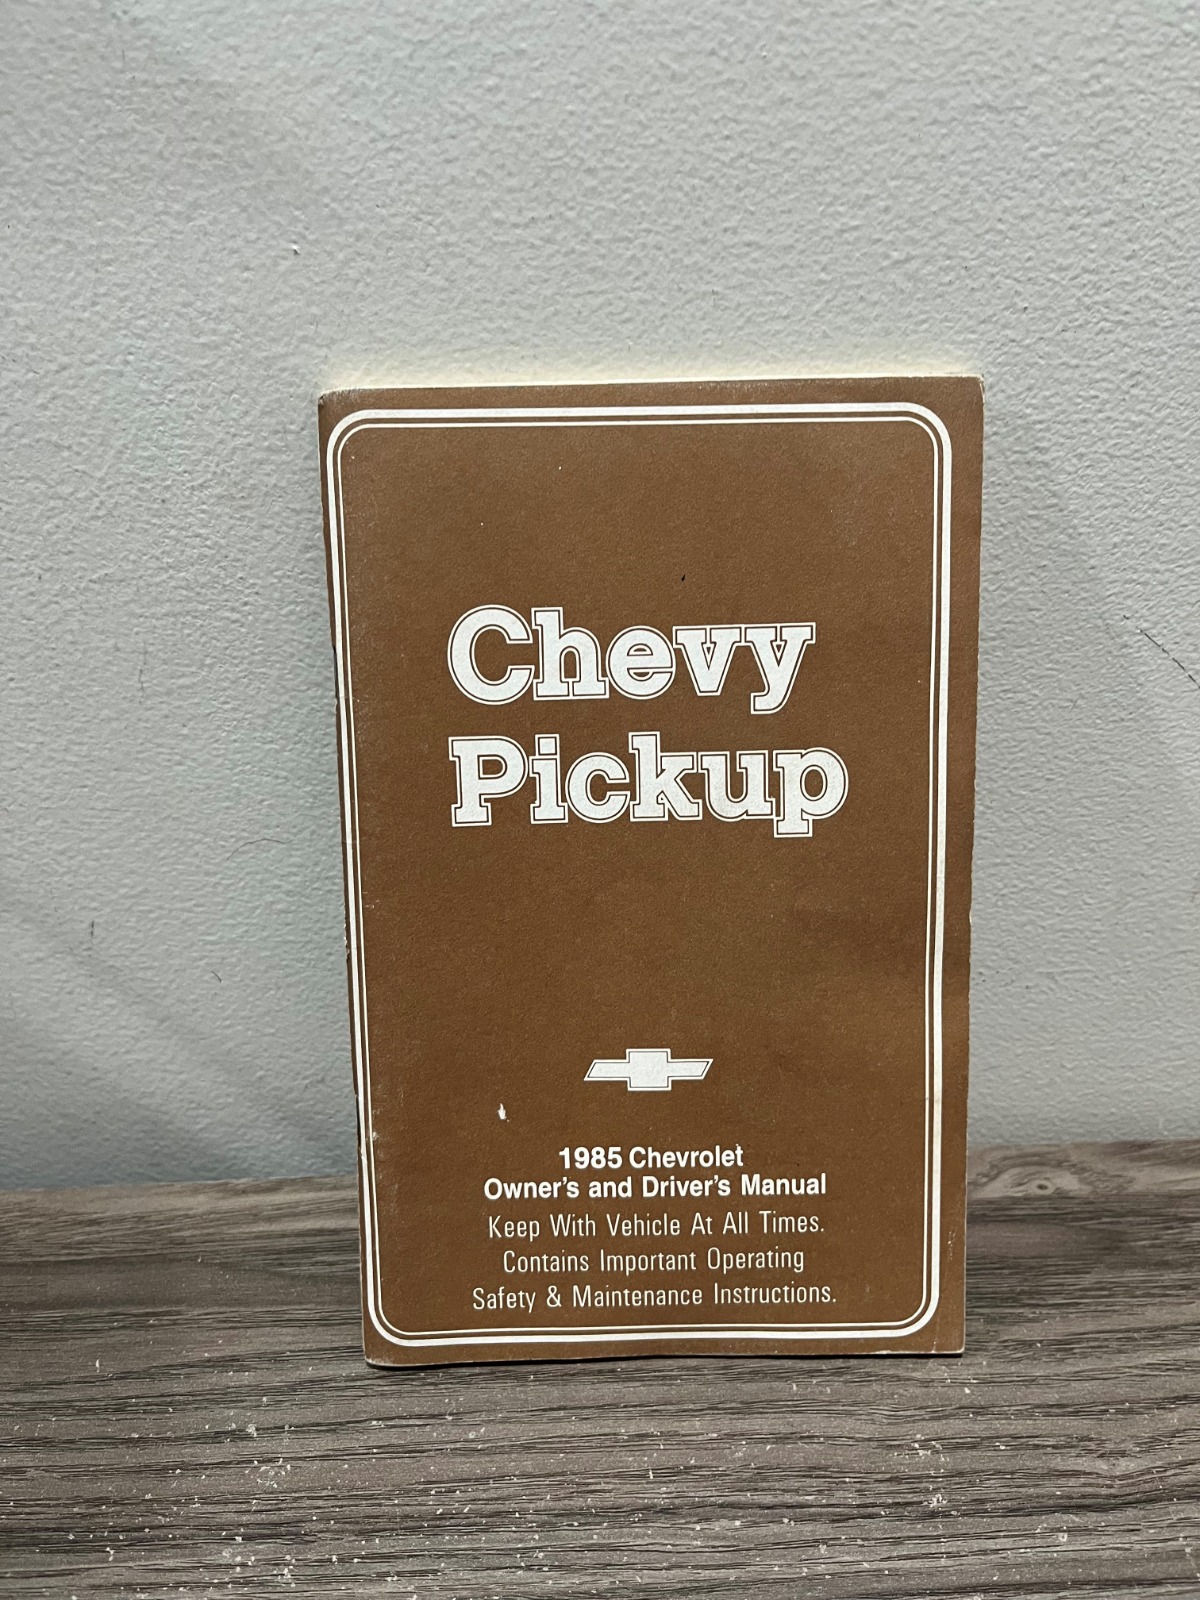 Chevy
Pickup
1985 Chevrolet
Owner's and Driver's Manual
Keep With Vehicle At All Times.
Contains Important Operating
Safety & Maintenance Instructions.